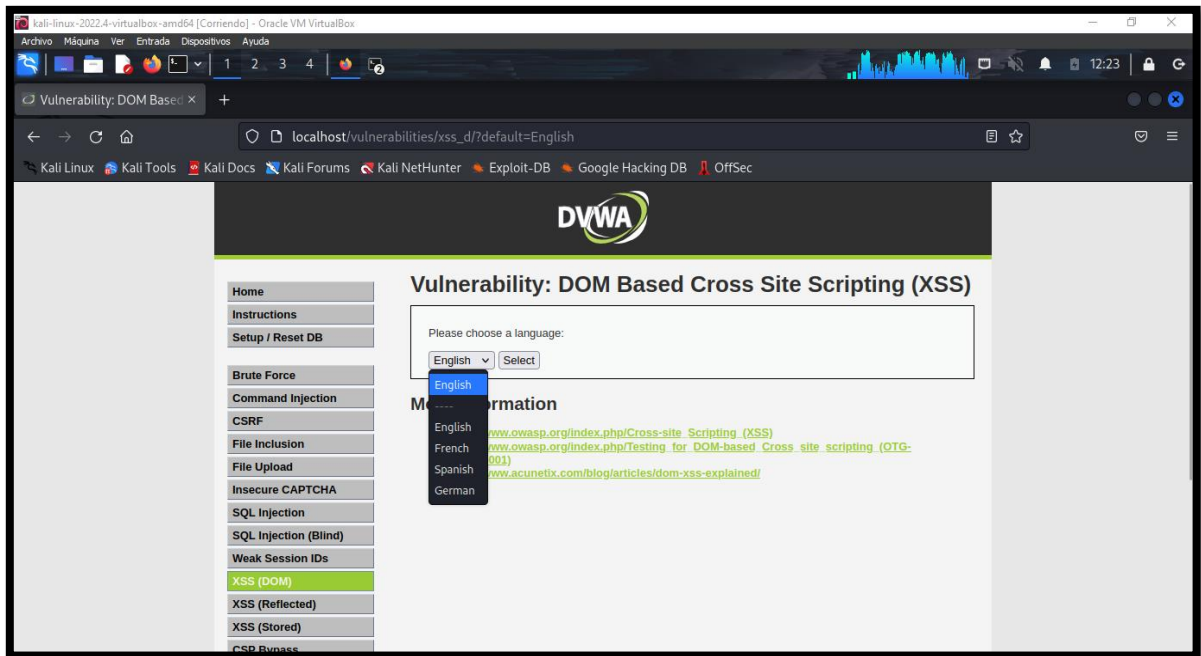 kali-linux-2022.4-virtualbox-amd64 [Corriendo] - Oracle VM VirtualBox
Archivo Máquina Ver Entrada Dispositivos Ayuda
1 2 3 4 2 12:23
Vulnerability: DOM Based
localhost/vulnerabilities/xss_d/?default=English
Kali Linux Kali Tools Kali Docs Kali Forums Kali NetHunter Exploit-DB Google Hacking DB OffSec
DVWA
Home
Instructions
Setup / Reset DB
Brute Force
Command Injection
CSRF
File Inclusion
File Upload
Insecure CAPTCHA
SQL Injection
SQL Injection (Blind)
Weak Session IDs
XSS (DOM)
XSS (Reflected)
XSS (Stored)
CSP Bypass
Vulnerability: DOM Based Cross Site Scripting (XSS)
Please choose a language:
English Select
English
----
English
French
Spanish
German
www.owasp.org/index.php/Cross-site_Scripting_(XSS)
www.owasp.org/index.php/Testing_for_DOM-based_Cross_site_scripting_(OTG-
001)
www.acunetix.com/blog/articles/dom-xss-explained/